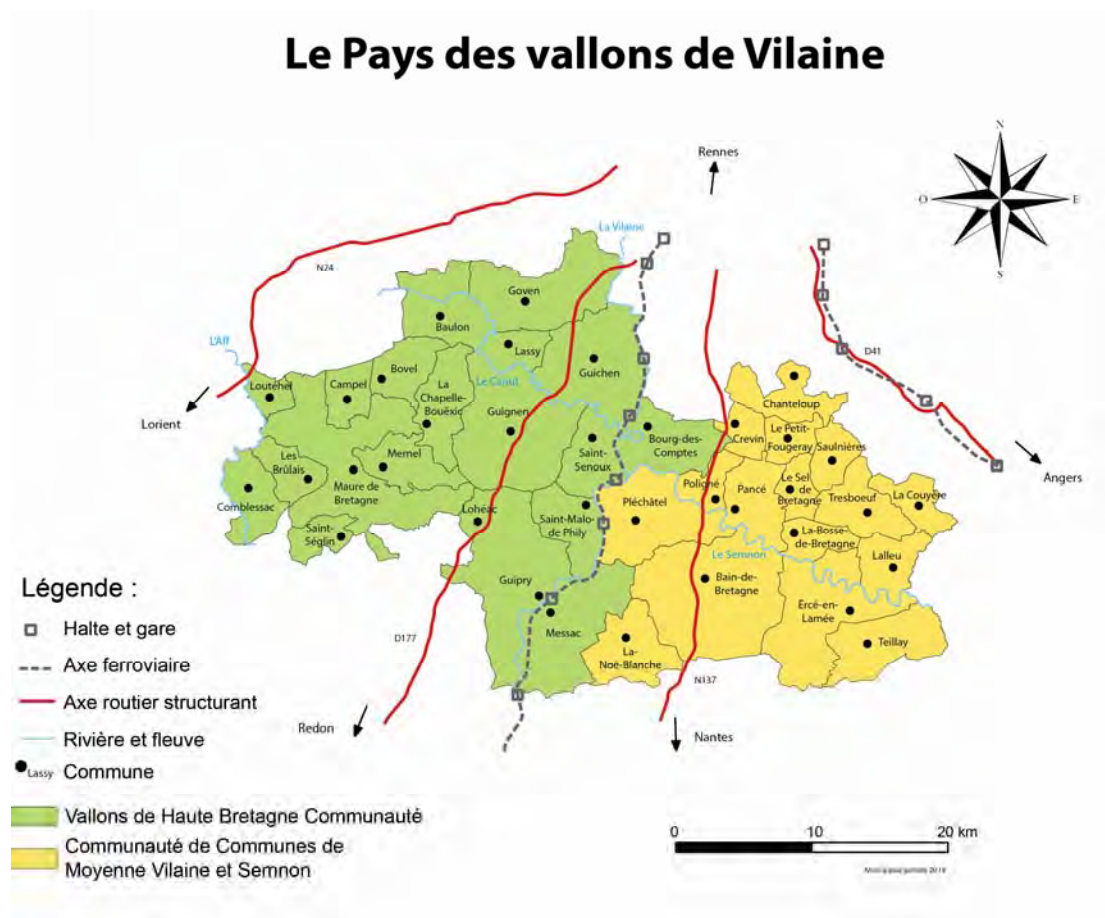 Le Pays des vallons de Vilaine
Rennes
N
O
E
S
La Vilaine
N24
Goven
Baulon
L'Aff
Lassy
D41
Bovel
Guichen
Loutéhel
Campel
La
Chapelle-
Bouëxic
Le Canut
Chanteloup
Lorient
Guignen
Crevin
Le Petit-
Fougeray
Bourg-des-
Comptes
Saulnières
Les
Brûlais
Mernel
Saint-
Senoux
Angers
Maure de
Bretagne
Poligné
Pancé
Le Sel
de
Bretagne
Comblessac
Pléchâtel
Tresboeuf
La Couyère
Lohéac
Saint-Malo-
de Phily
Saint-
Séglin
La-Bosse-
de-Bretagne
Le Semnon
Lalleu
Guipry
Bain-de-
Bretagne
Ercé-en-
Lamée
Messac
Teillay
D177
La-
Noë-Blanche
N137
Redon
Nantes
Légende :
Halte et gare
Axe ferroviaire
Axe routier structurant
Rivière et fleuve
Lassy Commune
Vallons de Haute Bretagne Communauté
Communauté de Communes de
Moyenne Vilaine et Semnon
0 10 20 km